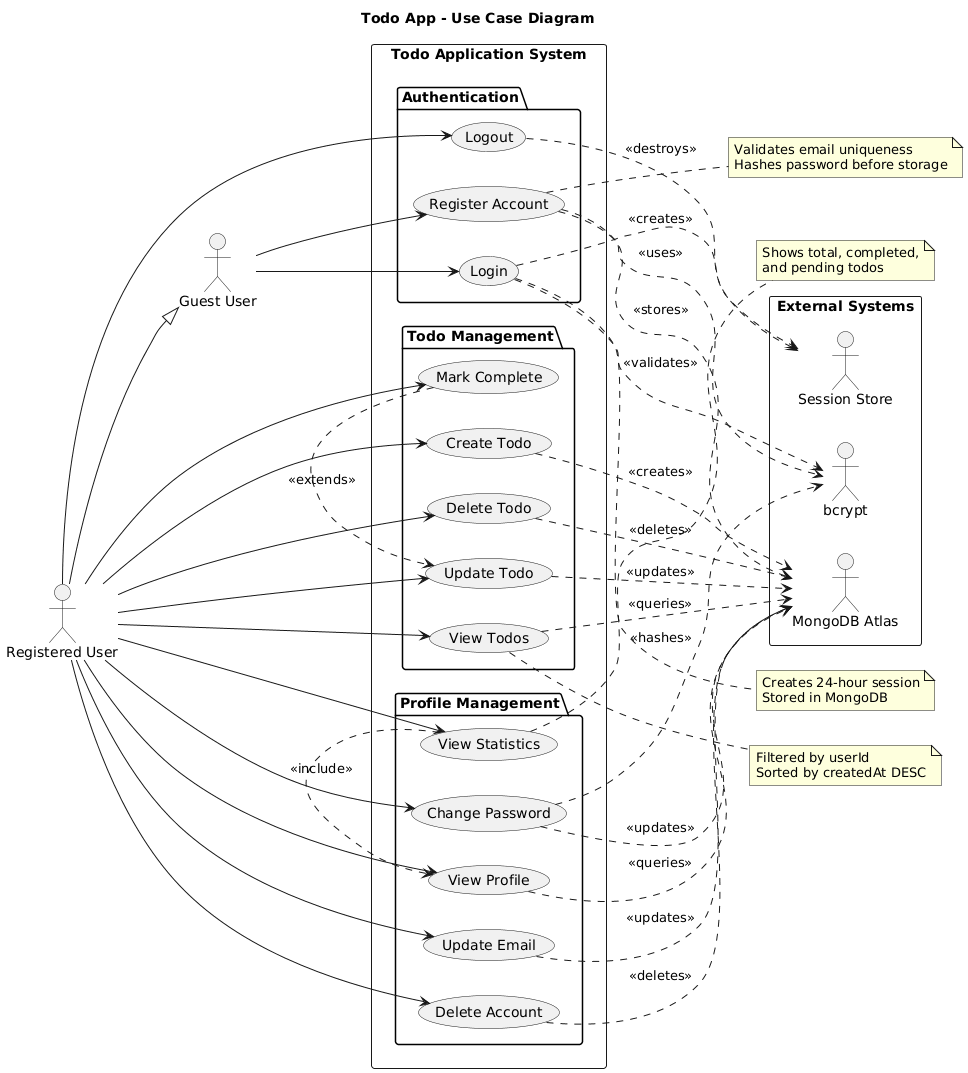 Todo App - Use Case Diagram
Todo Application System
Authentication
Logout
Register Account
Login
Guest User
Registered User
Todo Management
Mark Complete
Create Todo
Delete Todo
Update Todo
View Todos
«extends»
Profile Management
View Statistics
Change Password
View Profile
Update Email
Delete Account
«include»
«destroys»
«creates»
«uses»
«stores»
«validates»
«creates»
«deletes»
«updates»
«queries»
«hashes»
«updates»
«queries»
«updates»
«deletes»
Validates email uniqueness
Hashes password before storage
Shows total, completed,
and pending todos
External Systems
Session Store
bcrypt
MongoDB Atlas
Creates 24-hour session
Stored in MongoDB
Filtered by userId
Sorted by createdAt DESC